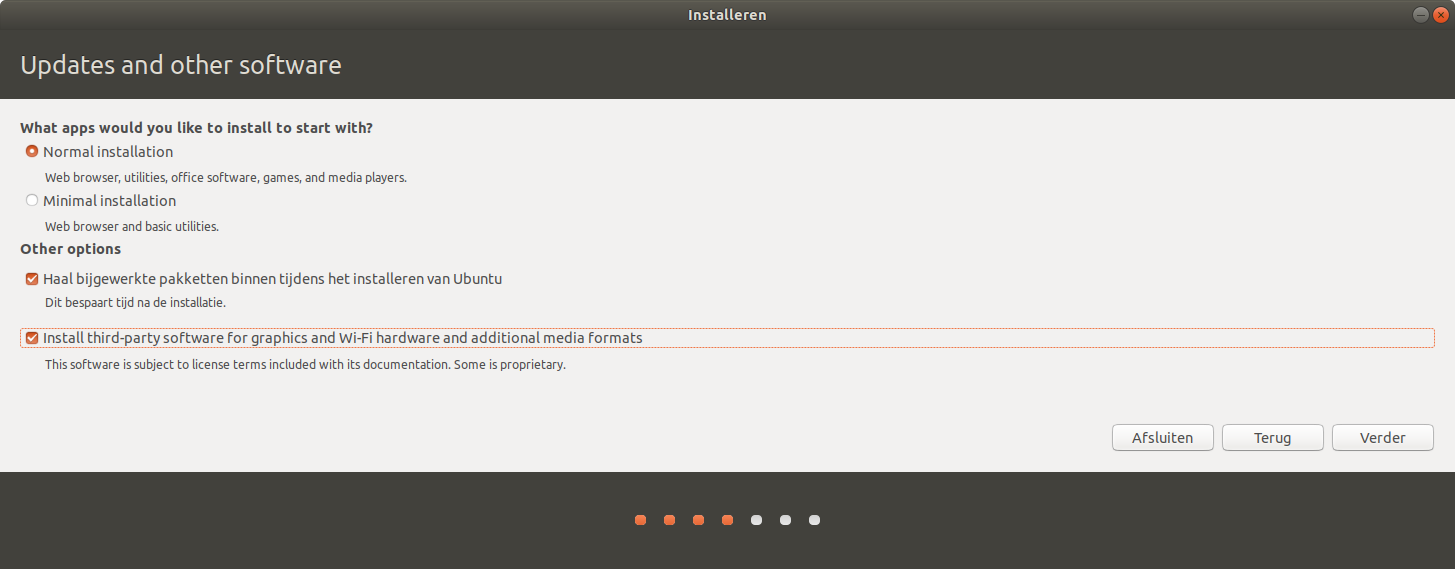 Installeren
Updates and other software
What apps would you like to install to start with?
Normal installation
Web browser, utilities, office software, games, and media players.
Minimal installation
Web browser and basic utilities.
Other options
Haal bijgewerkte pakketten binnen tijdens het installeren van Ubuntu
Dit bespaart tijd na de installatie.
Install third-party software for graphics and Wi-Fi hardware and additional media formats
This software is subject to license terms included with its documentation. Some is proprietary.
Afsluiten Terug Verder